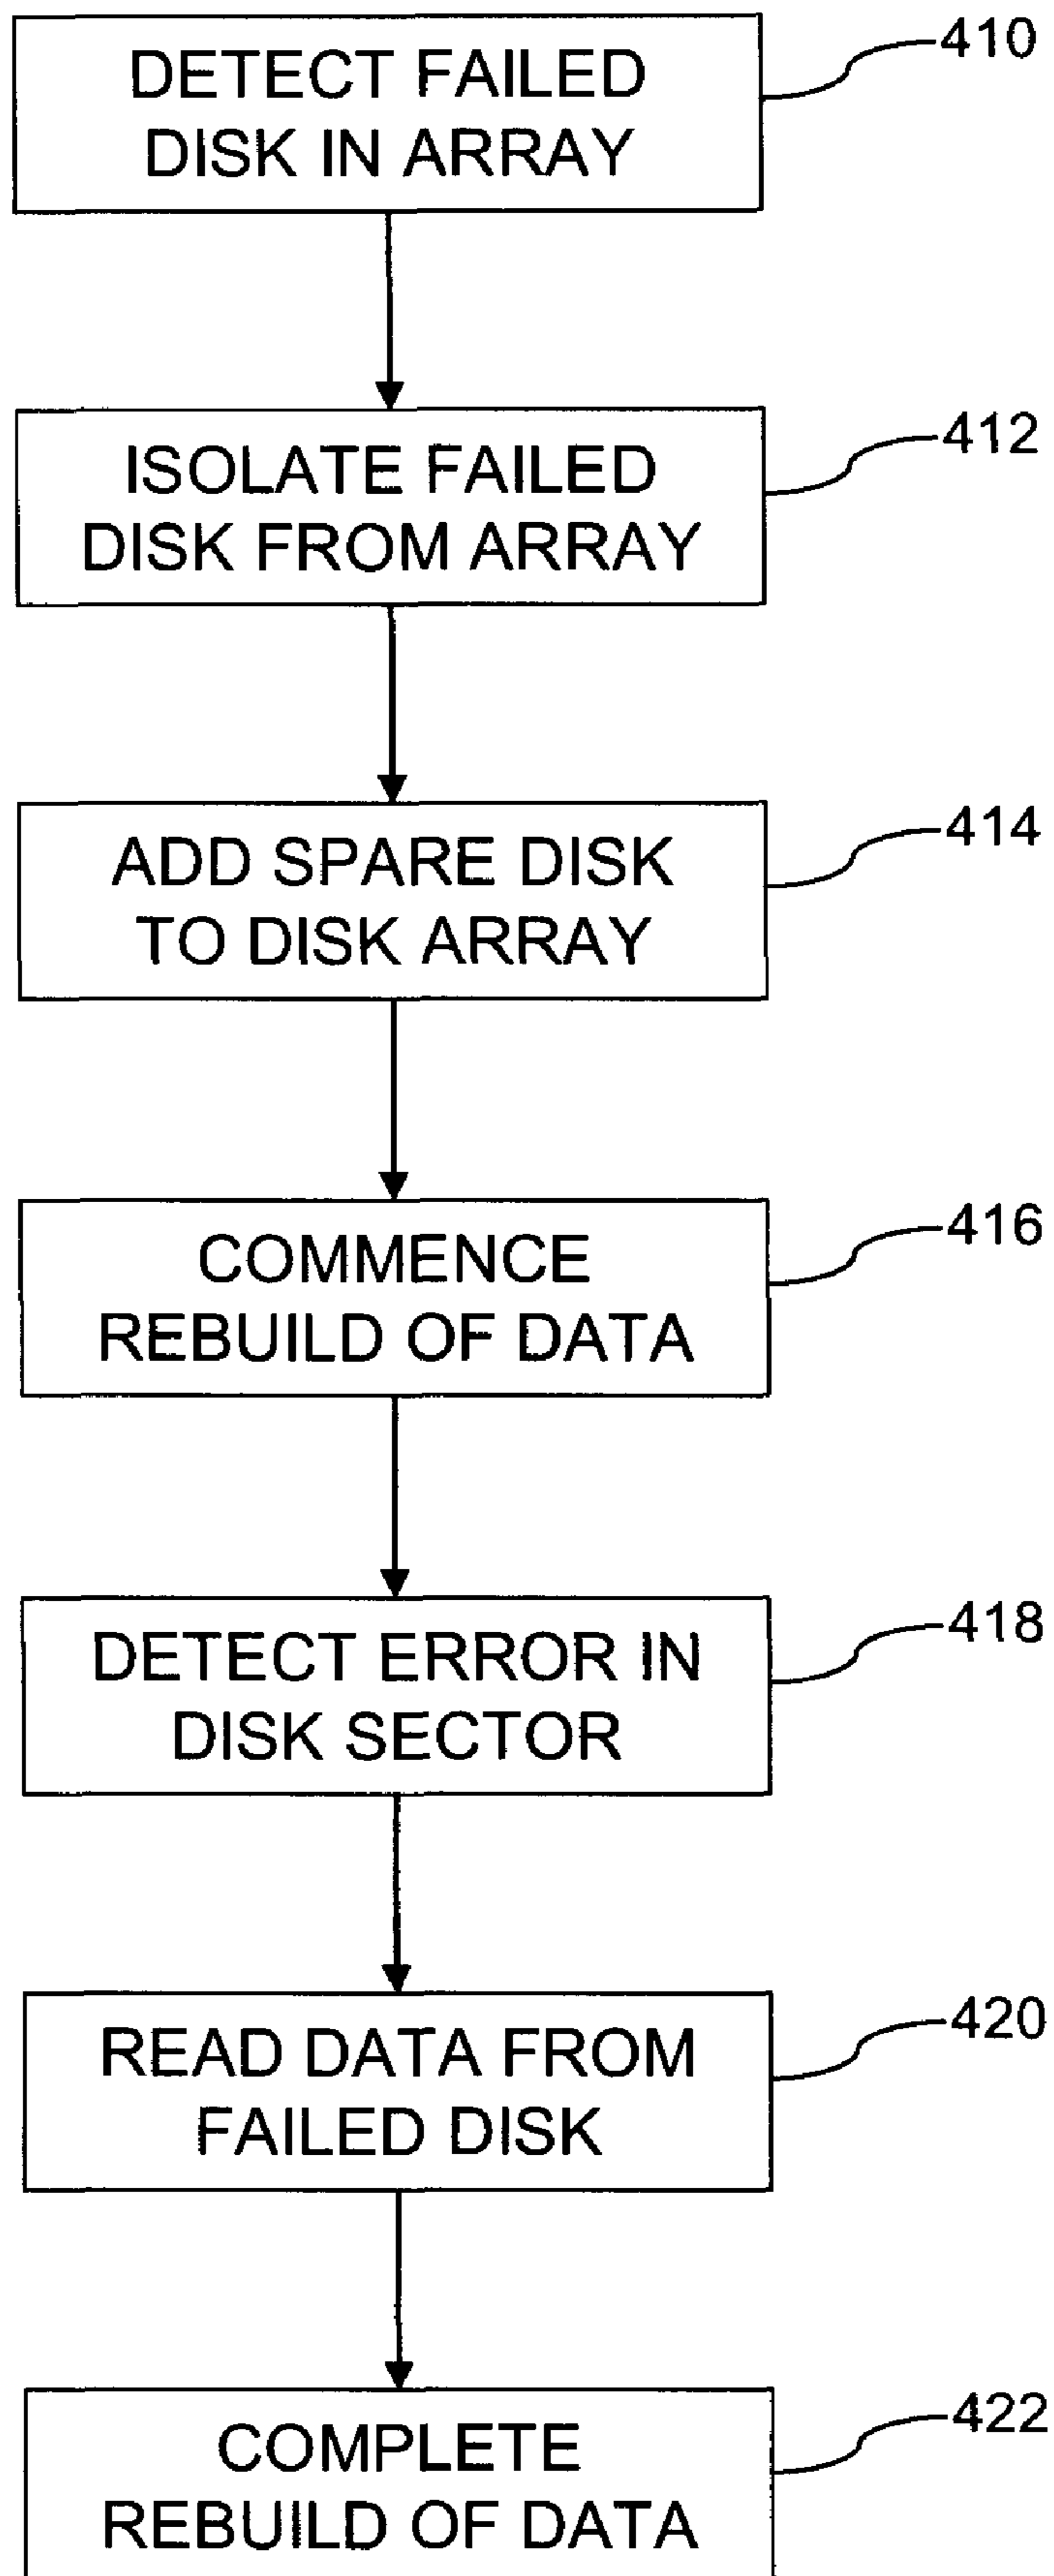 DETECT FAILED
DISK IN ARRAY
410
ISOLATE FAILED
DISK FROM ARRAY
412
ADD SPARE DISK
TO DISK ARRAY
414
COMMENCE
REBUILD OF DATA
416
DETECT ERROR IN
DISK SECTOR
418
READ DATA FROM
FAILED DISK
420
COMPLETE
REBUILD OF DATA
422